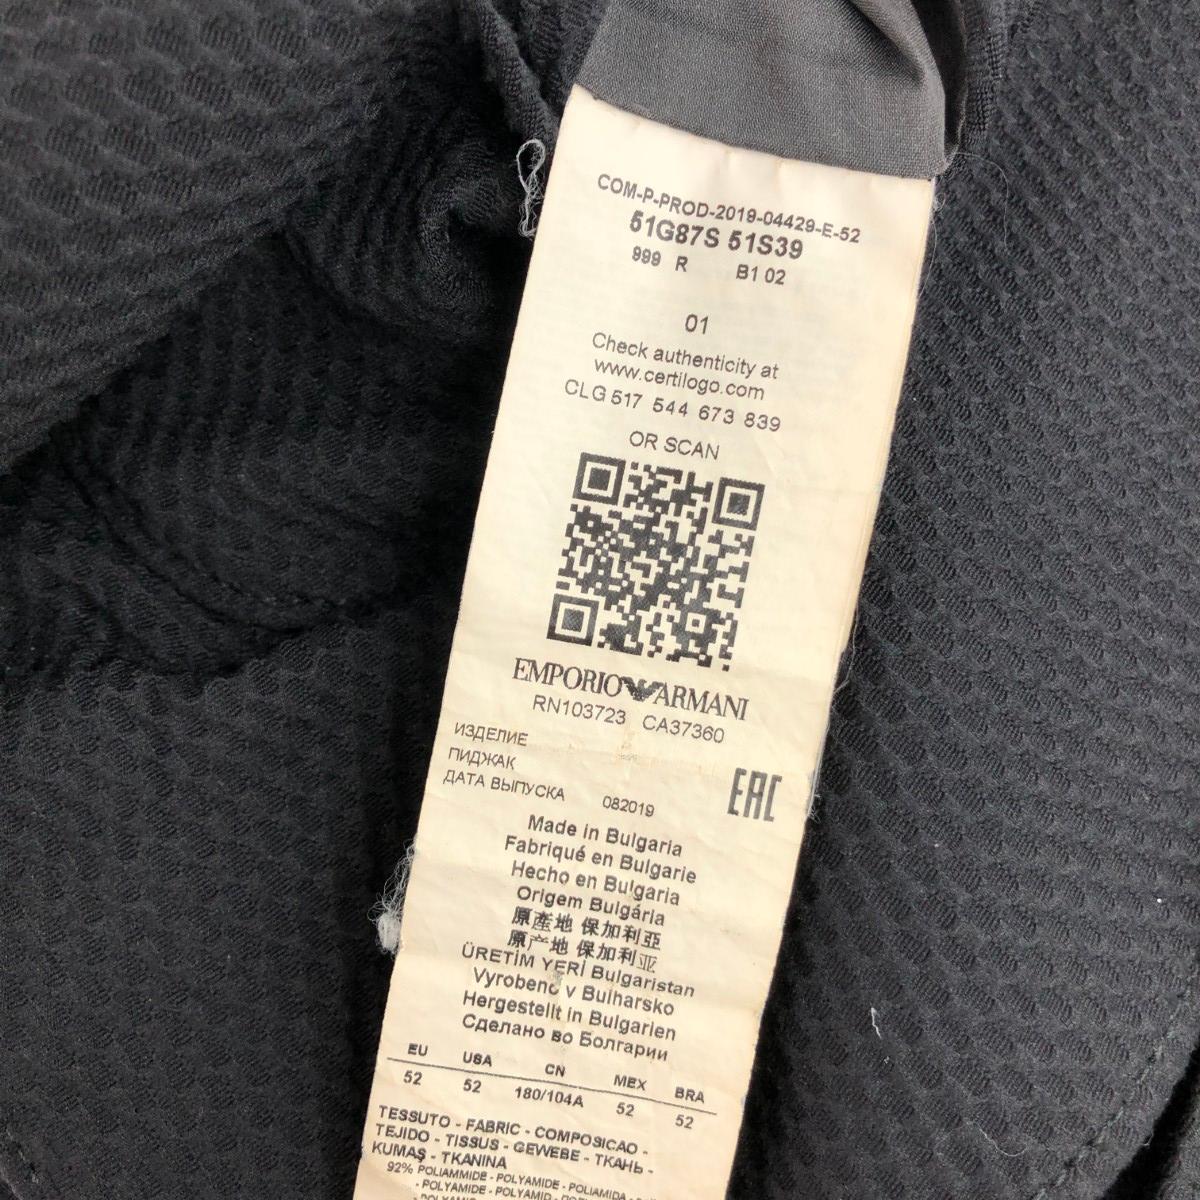 COM-P-PROD-2019-04429-E-52
51G87S 51S39
999 R B1 02
01
Check authenticity at
www.certilogo.com
CLG 517 544 673 839
OR SCAN
EMPORIO ARMANI
RN103723 CA37360
ИЗДЕЛИЕ
ПИДЖАК
ДАТА ВЫПУСКА 082019
EAC
Made in Bulgaria
Fabriqué en Bulgarie
Hecho en Bulgaria
Origem Bulgária
原產地 保加利亞
原产地 保加利亚
ÜRETİM YERİ Bulgaristan
Vyrobeno v Bulharsko
Hergestellt in Bulgarien
Сделано во Болгарии
EU USA CN MEX BRA
52 52 180/104A 52 52
TESSUTO - FABRIC - COMPOSICAO -
TEJIDO - TISSUS - GEWEBE - ТКАНЬ -
KUMAŞ - TKANINA
92% POLIAMMIDE - POLYAMIDE - POLIAMIDA -
- POLYAMIDE - POLYAMID -